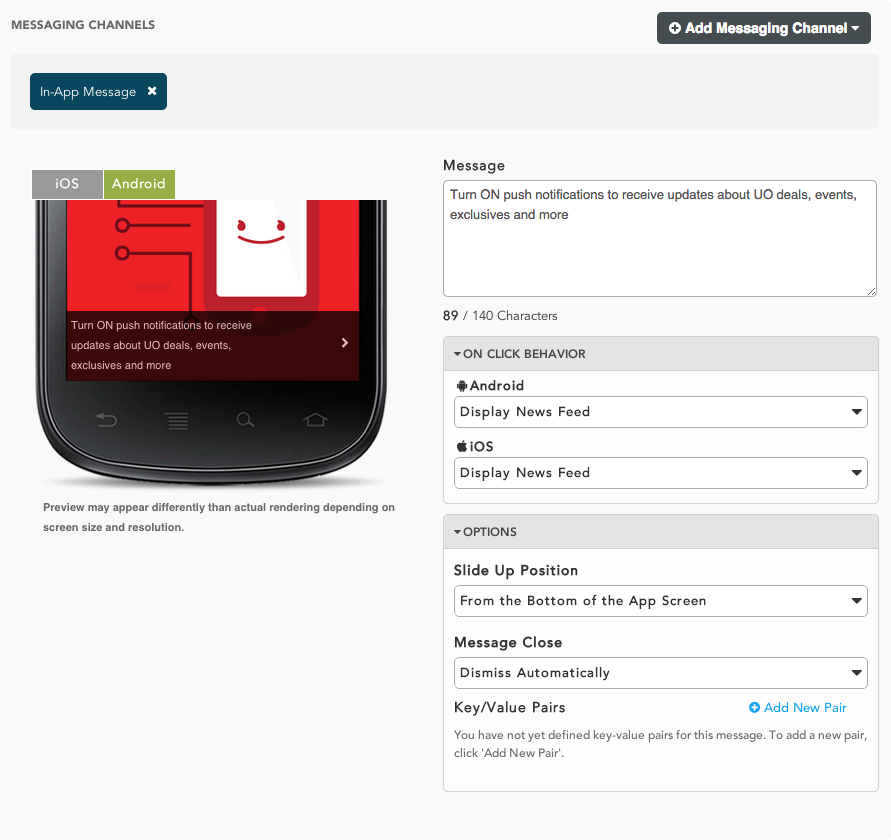 MESSAGING CHANNELS
Add Messaging Channel
In-App Message
iOS
Android
Turn ON push notifications to receive
updates about UO deals, events,
exclusives and more
Preview may appear differently than actual rendering depending on
screen size and resolution.
Message
Turn ON push notifications to receive updates about UO deals, events,
exclusives and more
89 / 140 Characters
ON CLICK BEHAVIOR
Android
Display News Feed
iOS
Display News Feed
OPTIONS
Slide Up Position
From the Bottom of the App Screen
Message Close
Dismiss Automatically
Key/Value Pairs
Add New Pair
You have not yet defined key-value pairs for this message. To add a new pair,
click 'Add New Pair'.